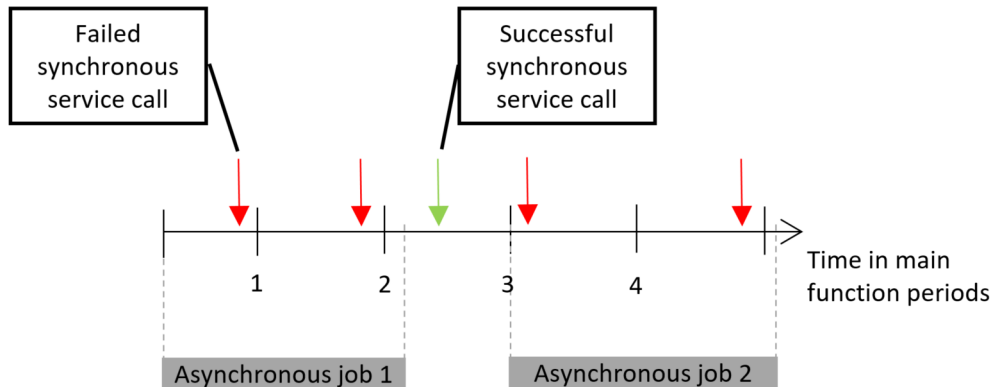 Failed
synchronous
service call
Successful
synchronous
service call
1
2
3
4
Time in main
function periods
Asynchronous job 1
Asynchronous job 2